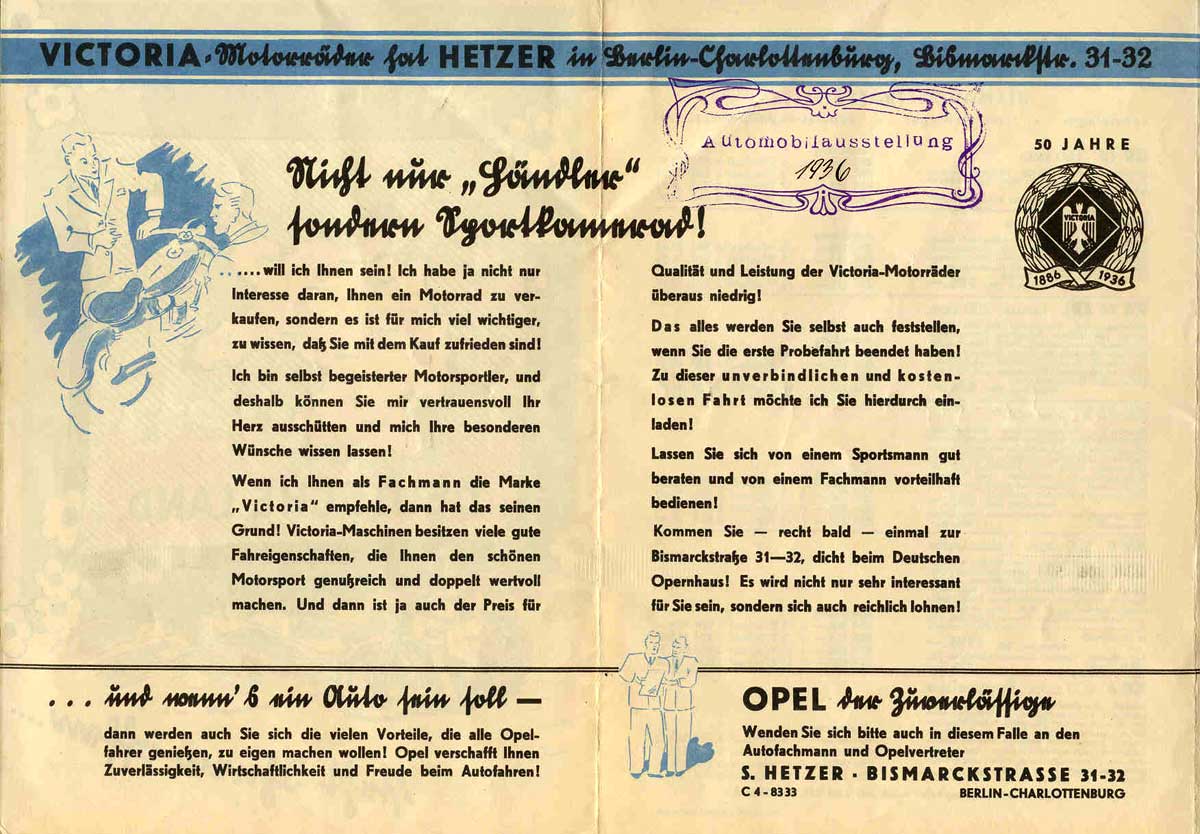 VICTORIA-Motorräder hat HETZER in Berlin-Charlottenburg, Bismarckstr. 31-32
Automobilausstellung
1936
50 JAHRE
VICTORIA
1886 1936
Nicht nur „Händler“
sondern Sportkamerad!
.....will ich Ihnen sein! Ich habe ja nicht nur
Interesse daran, Ihnen ein Motorrad zu ver-
kaufen, sondern es ist für mich viel wichtiger,
zu wissen, daß Sie mit dem Kauf zufrieden sind!
Ich bin selbst begeisterter Motorsportler, und
deshalb können Sie mir vertrauensvoll Ihr
Herz ausschütten und mich Ihre besonderen
Wünsche wissen lassen!
Wenn ich Ihnen als Fachmann die Marke
„Victoria“ empfehle, dann hat das seinen
Grund! Victoria-Maschinen besitzen viele gute
Fahreigenschaften, die Ihnen den schönen
Motorsport genußreich und doppelt wertvoll
machen. Und dann ist ja auch der Preis für
Qualität und Leistung der Victoria-Motorräder
überaus niedrig!
Das alles werden Sie selbst auch feststellen,
wenn Sie die erste Probefahrt beendet haben!
Zu dieser unverbindlichen und kosten-
losen Fahrt möchte ich Sie hierdurch ein-
laden!
Lassen Sie sich von einem Sportsmann gut
beraten und von einem Fachmann vorteilhaft
bedienen!
Kommen Sie — recht bald — einmal zur
Bismarckstraße 31—32, dicht beim Deutschen
Opernhaus! Es wird nicht nur sehr interessant
für Sie sein, sondern sich auch reichlich lohnen!
... und wenn's ein Auto sein soll —
dann werden auch Sie sich die vielen Vorteile, die alle Opel-
fahrer genießen, zu eigen machen wollen! Opel verschafft Ihnen
Zuverlässigkeit, Wirtschaftlichkeit und Freude beim Autofahren!
OPEL der Zuverlässige
Wenden Sie sich bitte auch in diesem Falle an den
Autofachmann und Opelvertreter
S. HETZER · BISMARCKSTRASSE 31-32
C 4 - 8333 BERLIN-CHARLOTTENBURG